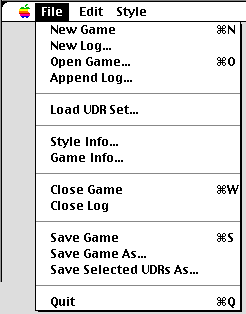 File Edit Style
New Game ⌘N
New Log...
Open Game... ⌘O
Append Log...
Load UDR Set...
Style Info...
Game Info...
Close Game ⌘W
Close Log
Save Game ⌘S
Save Game As...
Save Selected UDRs As...
Quit ⌘Q